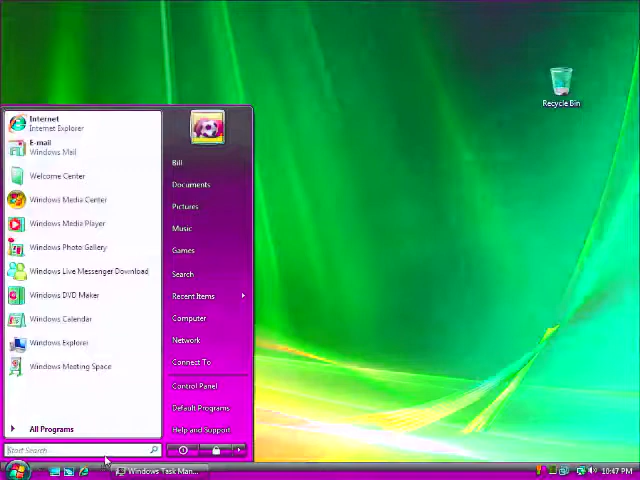 Recycle Bin
Internet
Internet Explorer
E-mail
Windows Mail
Welcome Center
Windows Media Center
Windows Media Player
Windows Photo Gallery
Windows Live Messenger Download
Windows DVD Maker
Windows Calendar
Windows Explorer
Windows Meeting Space
All Programs
Start Search
Bill
Documents
Pictures
Music
Games
Search
Recent Items
Computer
Network
Connect To
Control Panel
Default Programs
Help and Support
Windows Task Man...
10:47 PM